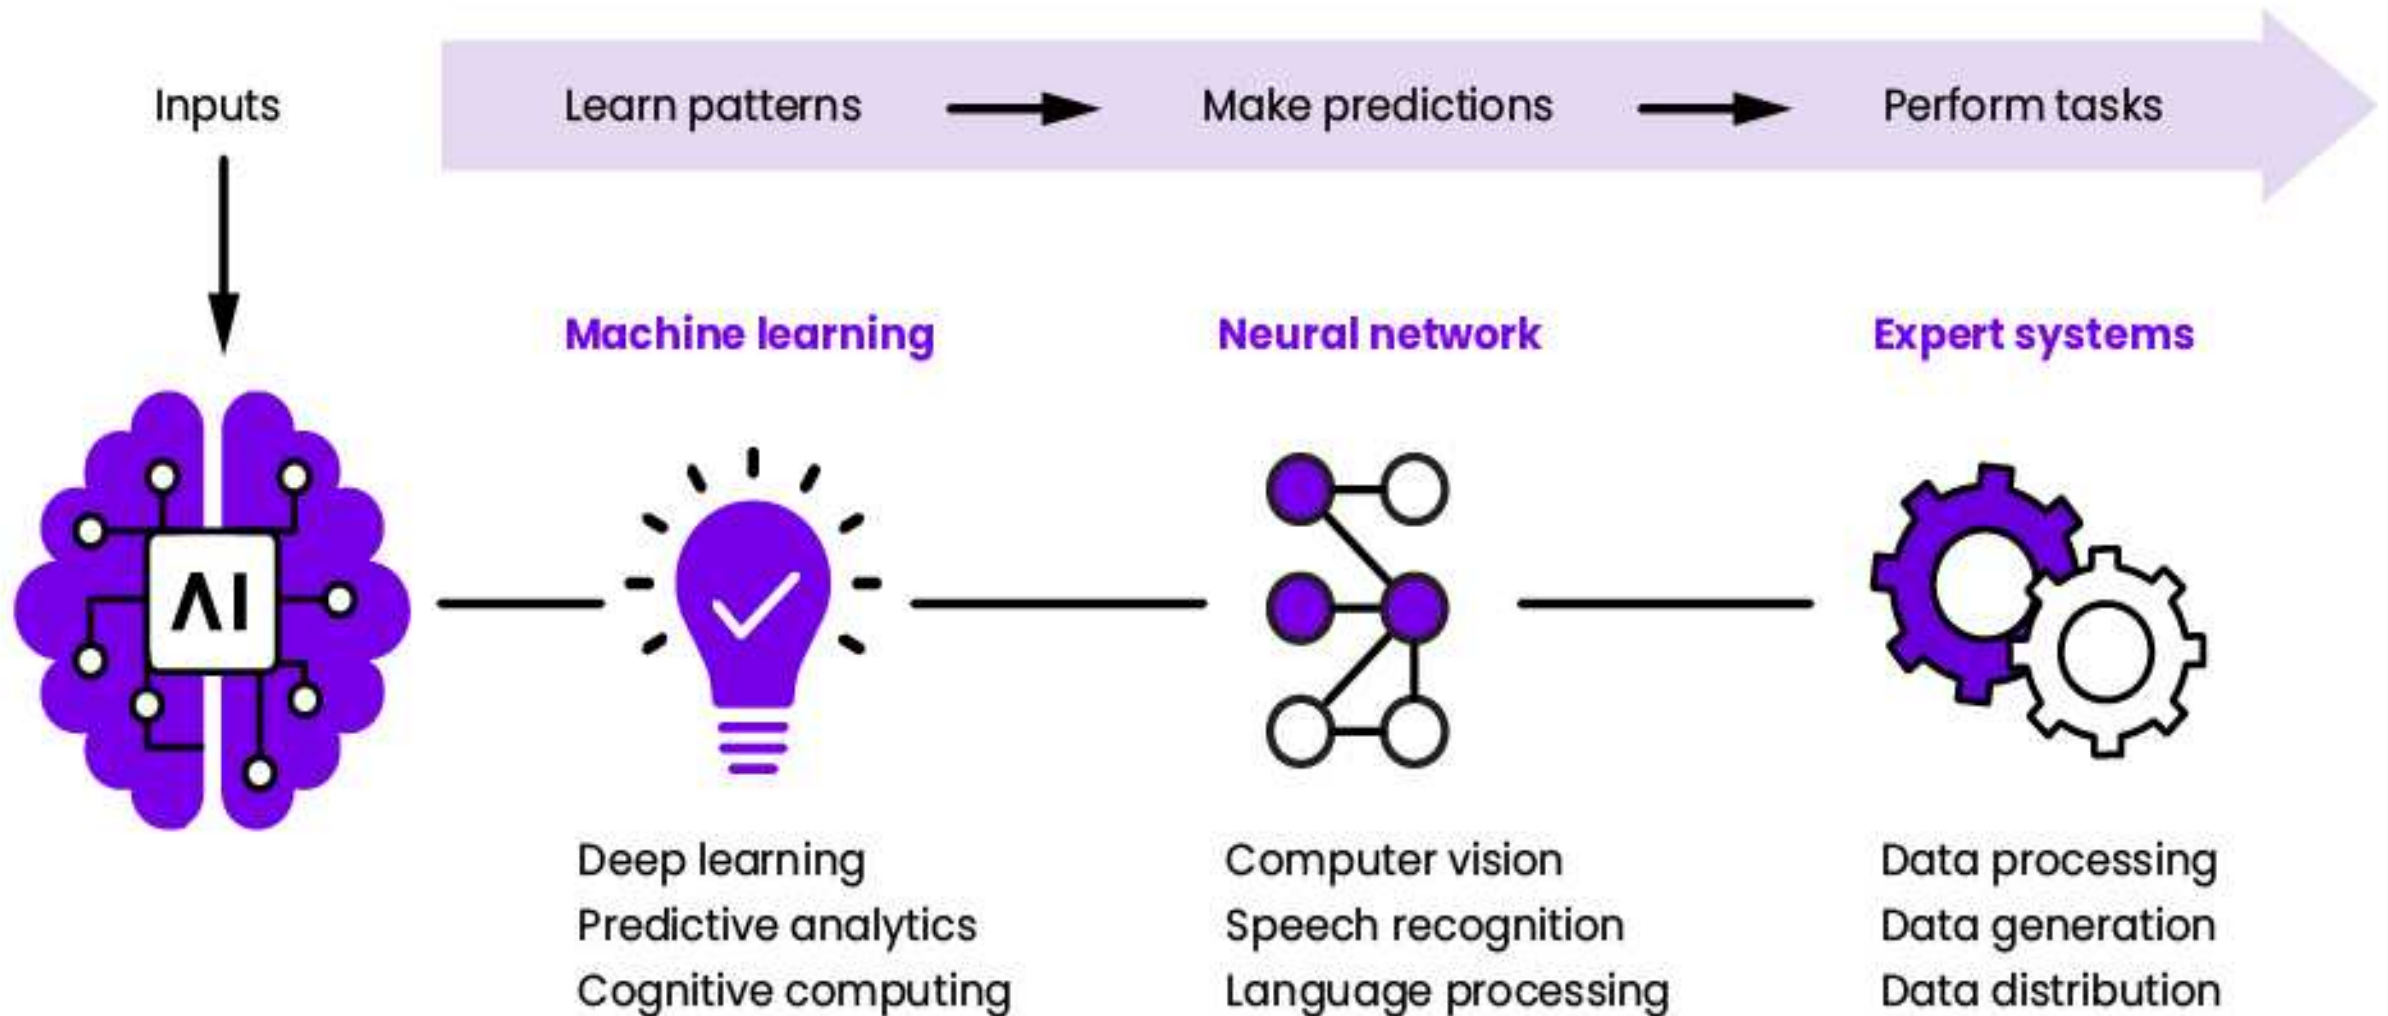 Inputs
Learn patterns
Make predictions
Perform tasks
Machine learning
Neural network
Expert systems
AI
Deep learning
Predictive analytics
Cognitive computing
Computer vision
Speech recognition
Language processing
Data processing
Data generation
Data distribution